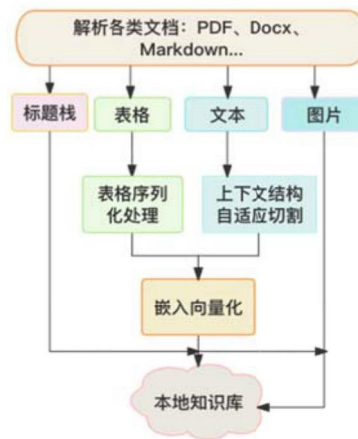 解析各类文档：PDF、Docx、
Markdown...
标题栈
表格
文本
图片
表格序列
化处理
上下文结构
自适应切割
嵌入向量化
本地知识库